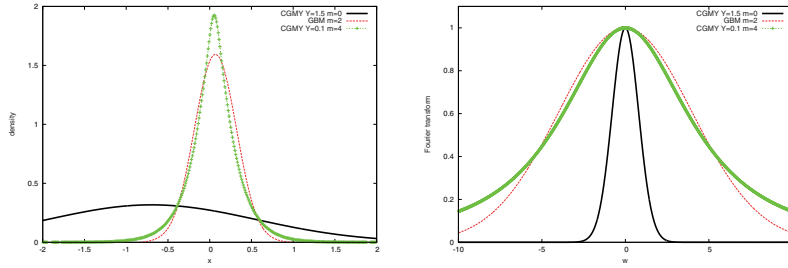 CGMY Y=1.5 m=0
GBM m=2
CGMY Y=0.1 m=4
2
1.5
1
0.5
0
density
-2 -1.5 -1 -0.5 0 0.5 1 1.5 2
x
CGMY Y=1.5 m=0
GBM m=2
CGMY Y=0.1 m=4
1
0.8
0.6
0.4
0.2
0
Fourier transform
-10 -5 0 5
w